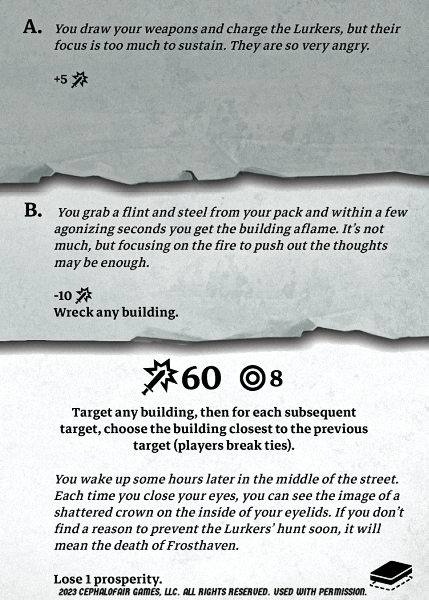 A. You draw your weapons and charge the Lurkers, but their
focus is too much to sustain. They are so very angry.
+5
B. You grab a flint and steel from your pack and within a few
agonizing seconds you get the building aflame. It's not
much, but focusing on the fire to push out the thoughts
may be enough.
-10
Wreck any building.
60 8
Target any building, then for each subsequent
target, choose the building closest to the previous
target (players break ties).
You wake up some hours later in the middle of the street.
Each time you close your eyes, you can see the image of a
shattered crown on the inside of your eyelids. If you don't
find a reason to prevent the Lurkers' hunt soon, it will
mean the death of Frosthaven.
Lose 1 prosperity.
2023 CEPHALOFAIR GAMES, LLC. ALL RIGHTS RESERVED. USED WITH PERMISSION.